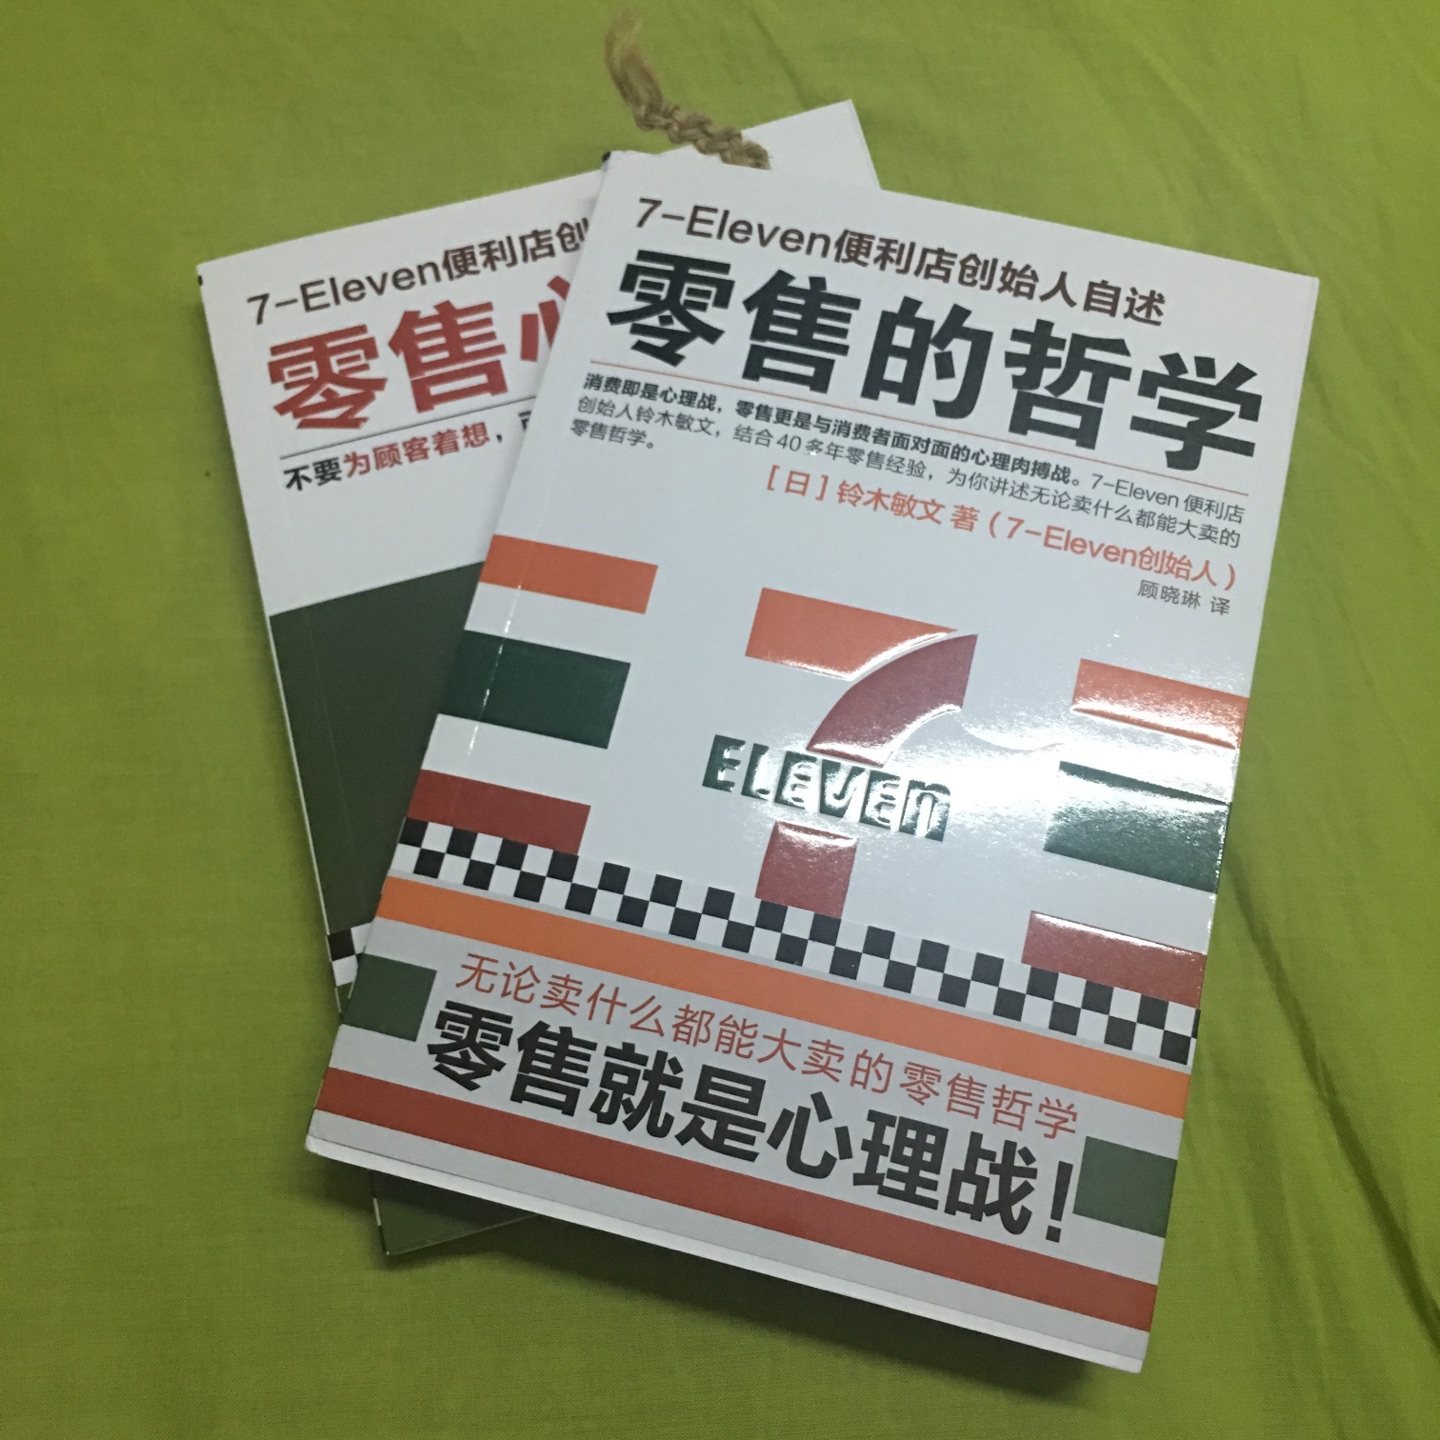 7-Eleven便利店创始人自述
零售的哲学
消费即是心理战，零售更是与消费者面对面的心理肉搏战。7-Eleven 便利店
创始人铃木敏文，结合40多年零售经验，为你讲述无论卖什么都能大卖的
零售哲学。
[日] 铃木敏文 著（7-Eleven创始人）
顾晓琳 译
7
ELEVEn
无论卖什么都能大卖的零售哲学
零售就是心理战！
7-Eleven便利店创
零售心
不要为顾客着想，